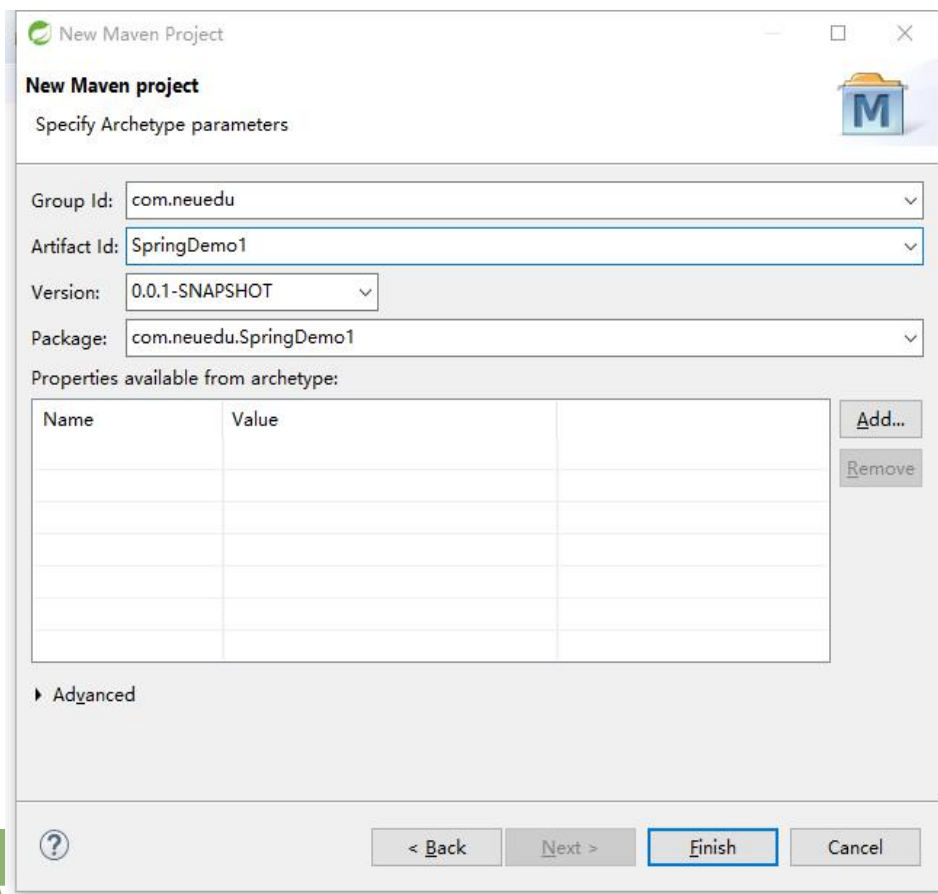 New Maven Project
New Maven project
Specify Archetype parameters
M
Group Id: com.neuedu
Artifact Id: SpringDemo1
Version: 0.0.1-SNAPSHOT
Package: com.neuedu.SpringDemo1
Properties available from archetype:
Name Value Add...
Remove
Advanced
? < Back Next > Finish Cancel